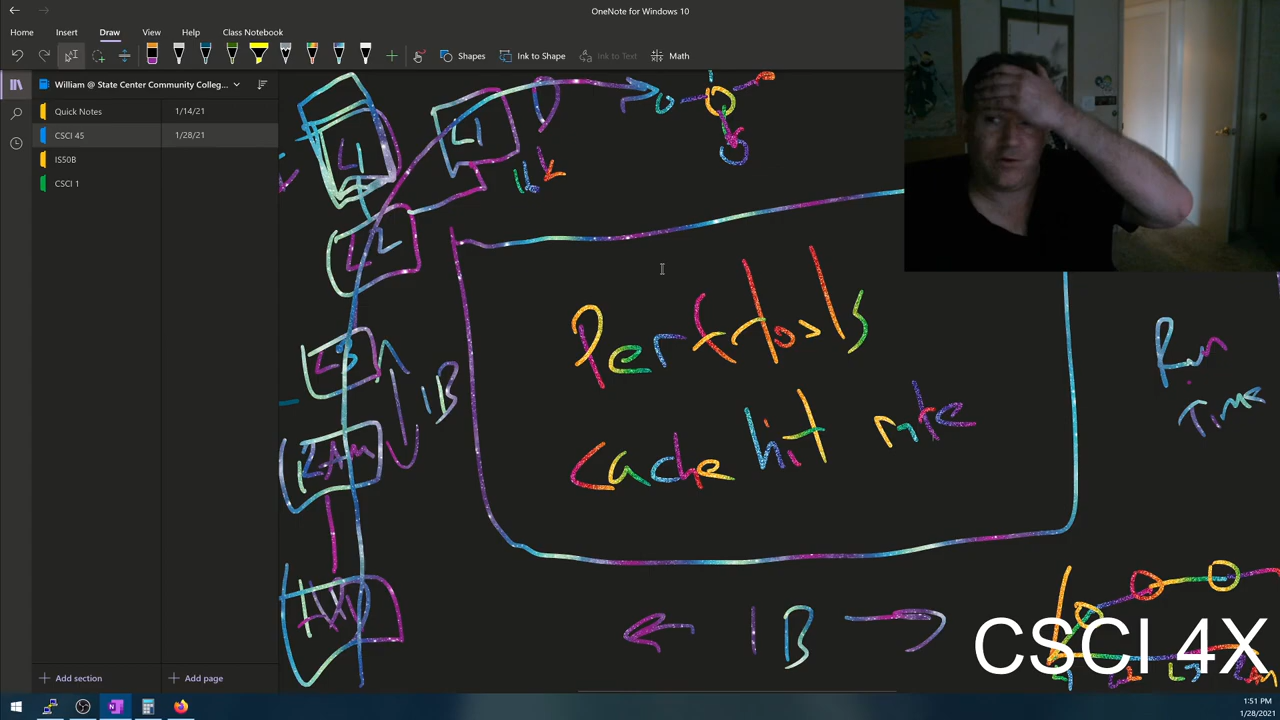 OneNote for Windows 10
Home Insert Draw View Help Class Notebook
Shapes Ink to Shape Ink to Text Math
William @ State Center Community Colleg...
Quick Notes 1/14/21
CSCI 45 1/28/21
IS50B
CSCI 1
L1
L1
L2
L3
1B
RAM
Perftools
Cache hit rate
Run
Time
1B
CSCI 4X
Add section Add page
1:51 PM
1/28/2021